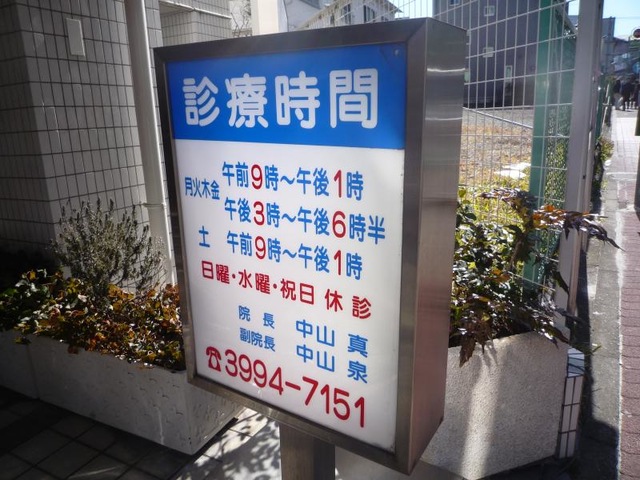 診療時間
月火木金 午前9時～午後1時
午後3時～午後6時半
土 午前9時～午後1時
日曜・水曜・祝日 休診
院長 中山 真
副院長 中山 泉
☎3994-7151